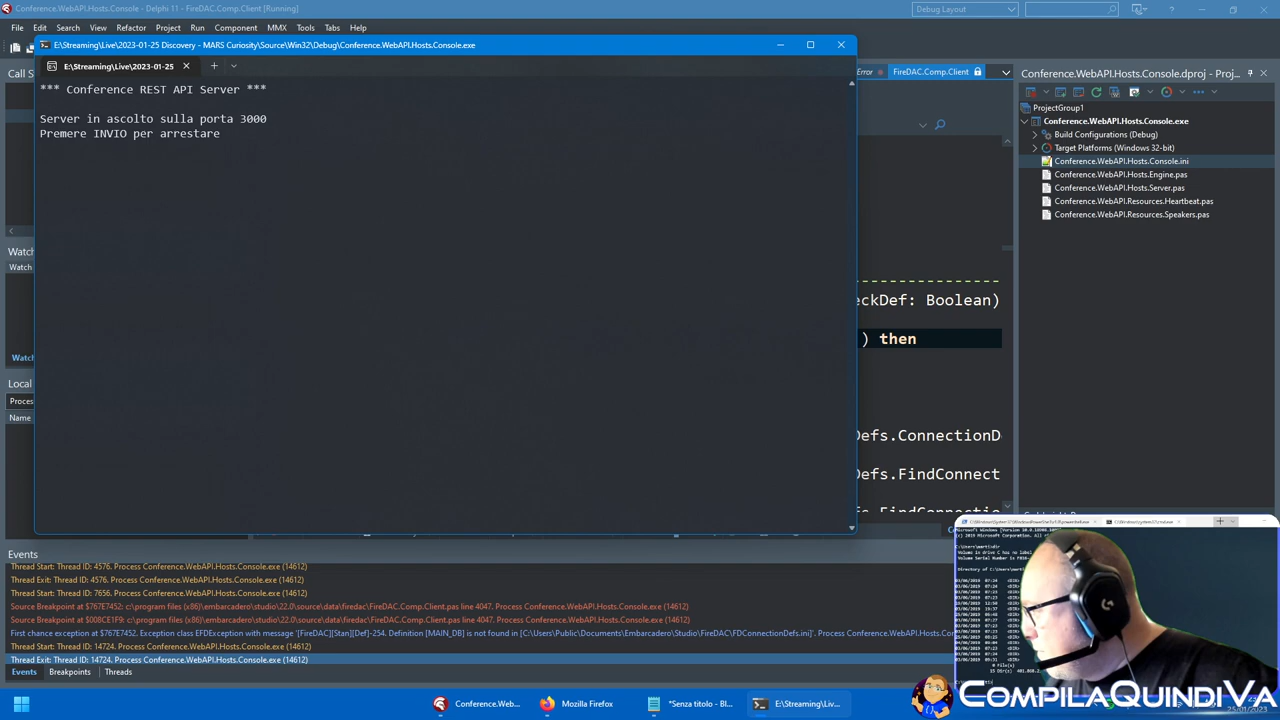 Conference.WebAPI.Hosts.Console - Delphi 11 - FireDAC.Comp.Client [Running]
Debug Layout
File Edit Search View Refactor Project Run Component MMX Tools Tabs Help
E:\Streaming\Live\2023-01-25 Discovery - MARS Curiosity\Source\Win32\Debug\Conference.WebAPI.Hosts.Console.exe
E:\Streaming\Live\2023-01-25
*** Conference REST API Server ***
Server in ascolto sulla porta 3000
Premere INVIO per arrestare
Call S
Watch
Watch
Watch
Local
Proces
Name
Error
FireDAC.Comp.Client
eckDef: Boolean)
) then
Defs.ConnectionD
Defs.FindConnect
Conference.WebAPI.Hosts.Console.dproj - Proj...
ProjectGroup1
Conference.WebAPI.Hosts.Console.exe
Build Configurations (Debug)
Target Platforms (Windows 32-bit)
Conference.WebAPI.Hosts.Console.ini
Conference.WebAPI.Hosts.Engine.pas
Conference.WebAPI.Hosts.Server.pas
Conference.WebAPI.Resources.Heartbeat.pas
Conference.WebAPI.Resources.Speakers.pas
Events
Thread Start: Thread ID: 4576. Process Conference.WebAPI.Hosts.Console.exe (14612)
Thread Exit: Thread ID: 4576. Process Conference.WebAPI.Hosts.Console.exe (14612)
Thread Start: Thread ID: 7656. Process Conference.WebAPI.Hosts.Console.exe (14612)
Source Breakpoint at $767E7452: c:\program files (x86)\embarcadero\studio\22.0\source\data\firedac\FireDAC.Comp.Client.pas line 4047. Process Conference.WebAPI.Hosts.Console.exe (14612)
Source Breakpoint at $008CE1F9: c:\program files (x86)\embarcadero\studio\22.0\source\data\firedac\FireDAC.Comp.Client.pas line 4047. Process Conference.WebAPI.Hosts.Console.exe (14612)
First chance exception at $767E7452. Exception class EFDException with message '[FireDAC][Stan][Def]-254. Definition [MAIN_DB] is not found in [C:\Users\Public\Documents\Embarcadero\Studio\FireDAC\FDConnectionDefs.ini]'. Process Conference.WebAPI.Hosts.Co
Thread Start: Thread ID: 14724. Process Conference.WebAPI.Hosts.Console.exe (14612)
Thread Exit: Thread ID: 14724. Process Conference.WebAPI.Hosts.Console.exe (14612)
Events Breakpoints Threads
Conference.Web...
Mozilla Firefox
*Senza titolo - Bl...
E:\Streaming\Liv...
COMPILAQUINDIVA
25/01/2023